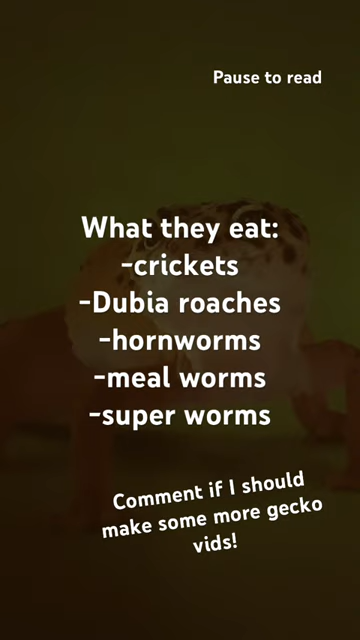 Pause to read
What they eat:
-crickets
-Dubia roaches
-hornworms
-meal worms
-super worms
Comment if I should
make some more gecko
vids!